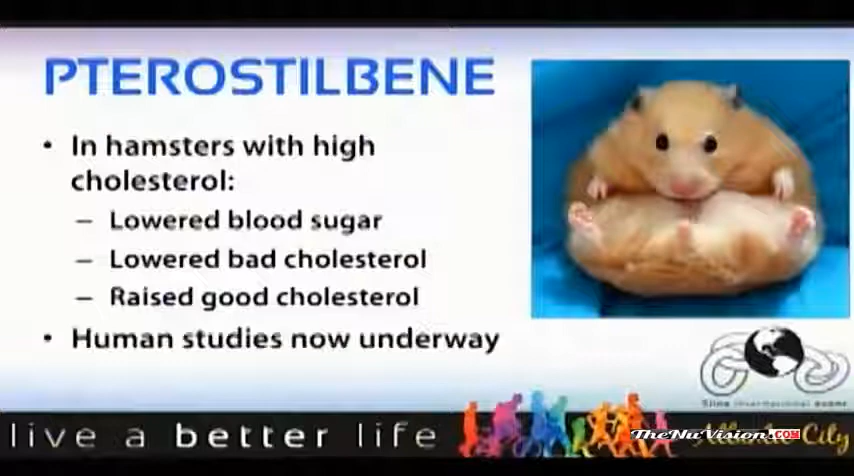 PTEROSTILBENE
• In hamsters with high
cholesterol:
– Lowered blood sugar
– Lowered bad cholesterol
– Raised good cholesterol
• Human studies now underway
live a better life
TheNuVision.COM
Atlantic City